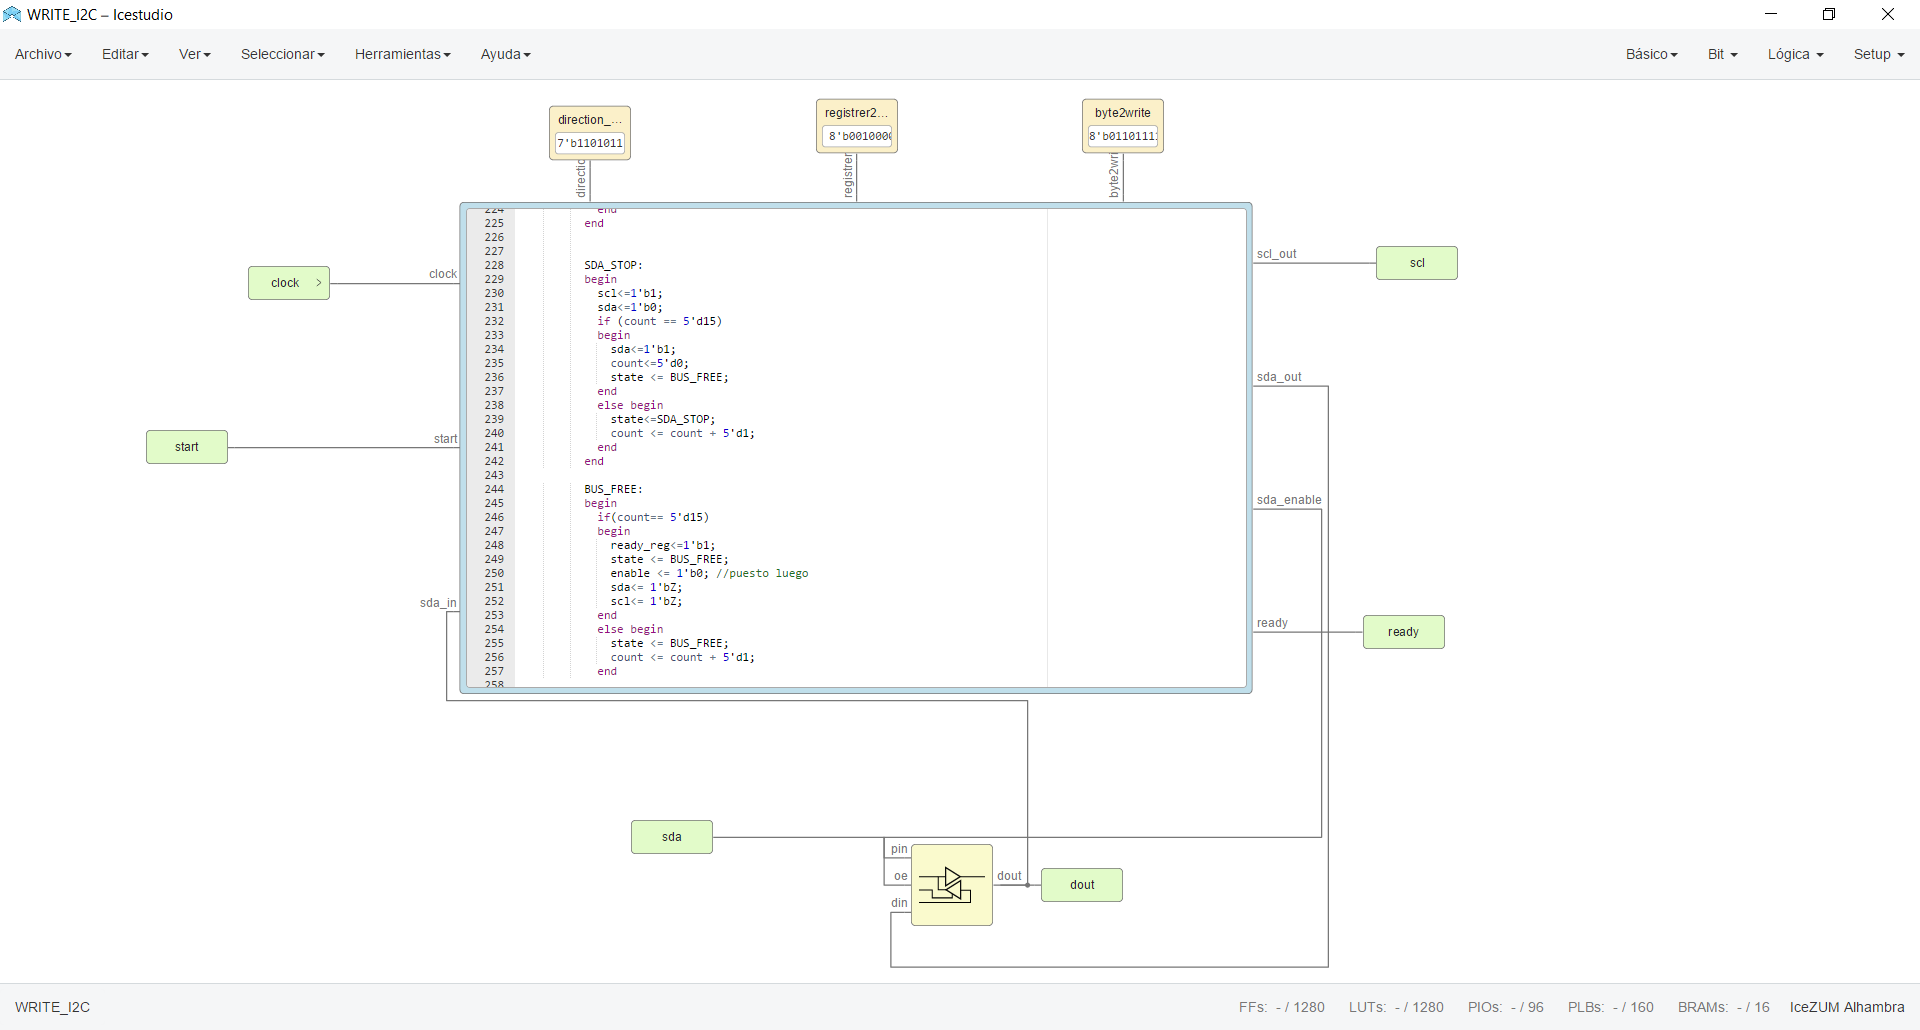 WRITE_I2C – Icestudio
Archivo Editar Ver Seleccionar Herramientas Ayuda Básico Bit Lógica Setup
direction_...
7'b1101011
registrer2...
8'b0010000
byte2write
8'b0110111
directic
registrer
byte2wri
clock >
clock
start
start
sda_in
224 end
225 end
226
227
228 SDA_STOP:
229 begin
230 scl<=1'b1;
231 sda<=1'b0;
232 if (count == 5'd15)
233 begin
234 sda<=1'b1;
235 count<=5'd0;
236 state <= BUS_FREE;
237 end
238 else begin
239 state<=SDA_STOP;
240 count <= count + 5'd1;
241 end
242 end
243
244 BUS_FREE:
245 begin
246 if(count== 5'd15)
247 begin
248 ready_reg<=1'b1;
249 state <= BUS_FREE;
250 enable <= 1'b0; //puesto luego
251 sda<= 1'bZ;
252 scl<= 1'bZ;
253 end
254 else begin
255 state <= BUS_FREE;
256 count <= count + 5'd1;
257 end
258
scl_out
scl
sda_out
sda_enable
ready
ready
sda
pin
oe
din
dout
dout
WRITE_I2C FFs: - / 1280 LUTs: - / 1280 PIOs: - / 96 PLBs: - / 160 BRAMs: - / 16 IceZUM Alhambra